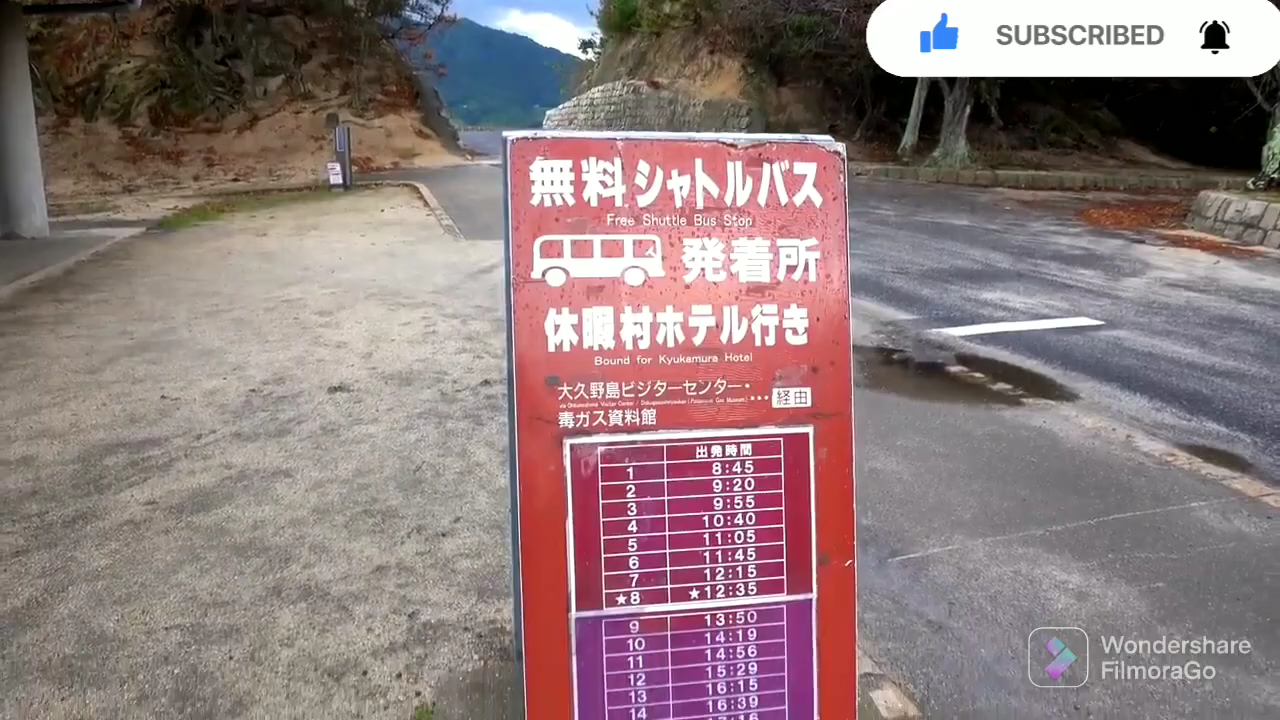 SUBSCRIBED
無料シャトルバス
Free Shuttle Bus Stop
発着所
休暇村ホテル行き
Bound for Kyukamura Hotel
大久野島ビジターセンター・
毒ガス資料館
…経由
出発時間
1 8:45
2 9:20
3 9:55
4 10:40
5 11:05
6 11:45
7 12:15
★8 ★12:35
9 13:50
10 14:19
11 14:56
12 15:29
13 16:15
14 16:39
Wondershare
FilmoraGo